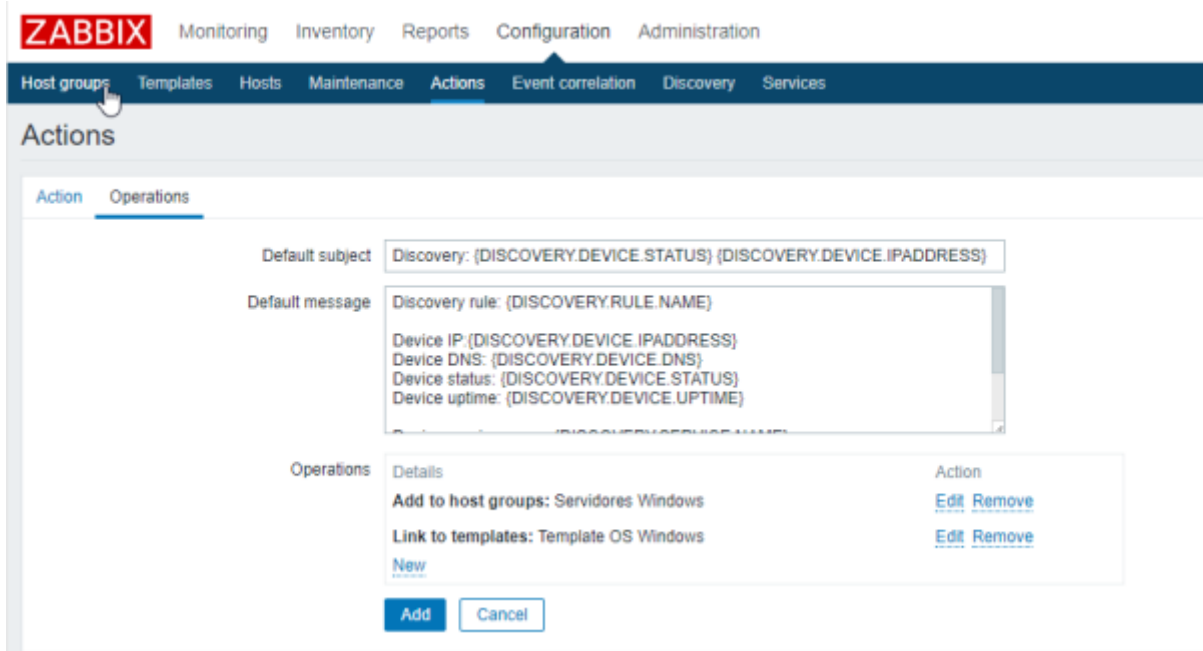 ZABBIX Monitoring Inventory Reports Configuration Administration
Host groups Templates Hosts Maintenance Actions Event correlation Discovery Services
Actions
Action Operations
Default subject Discovery: {DISCOVERY.DEVICE.STATUS} {DISCOVERY.DEVICE.IPADDRESS}
Default message Discovery rule: {DISCOVERY.RULE.NAME}
Device IP:{DISCOVERY.DEVICE.IPADDRESS}
Device DNS: {DISCOVERY.DEVICE.DNS}
Device status: {DISCOVERY.DEVICE.STATUS}
Device uptime: {DISCOVERY.DEVICE.UPTIME}
Operations Details Action
Add to host groups: Servidores Windows Edit Remove
Link to templates: Template OS Windows Edit Remove
New
Add Cancel